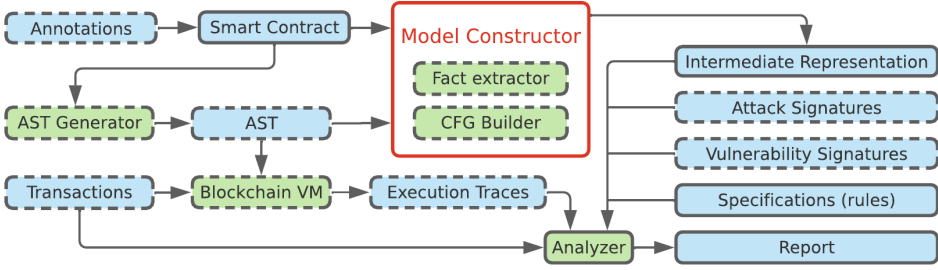 Annotations
Smart Contract
Model Constructor
Fact extractor
CFG Builder
Intermediate Representation
Attack Signatures
Vulnerability Signatures
Specifications (rules)
AST Generator
AST
Transactions
Blockchain VM
Execution Traces
Analyzer
Report